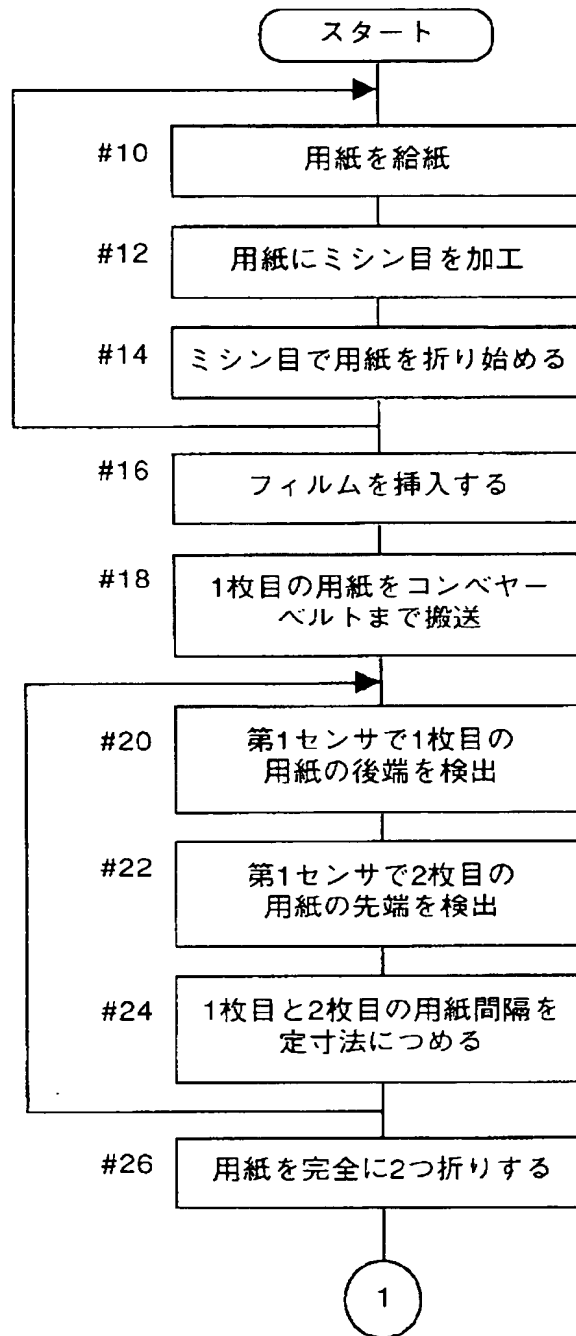 スタート
#10 用紙を給紙
#12 用紙にミシン目を加工
#14 ミシン目で用紙を折り始める
#16 フィルムを挿入する
#18 1枚目の用紙をコンベヤー
ベルトまで搬送
#20 第1センサで1枚目の
用紙の後端を検出
#22 第1センサで2枚目の
用紙の先端を検出
#24 1枚目と2枚目の用紙間隔を
定寸法につめる
#26 用紙を完全に2つ折りする
1